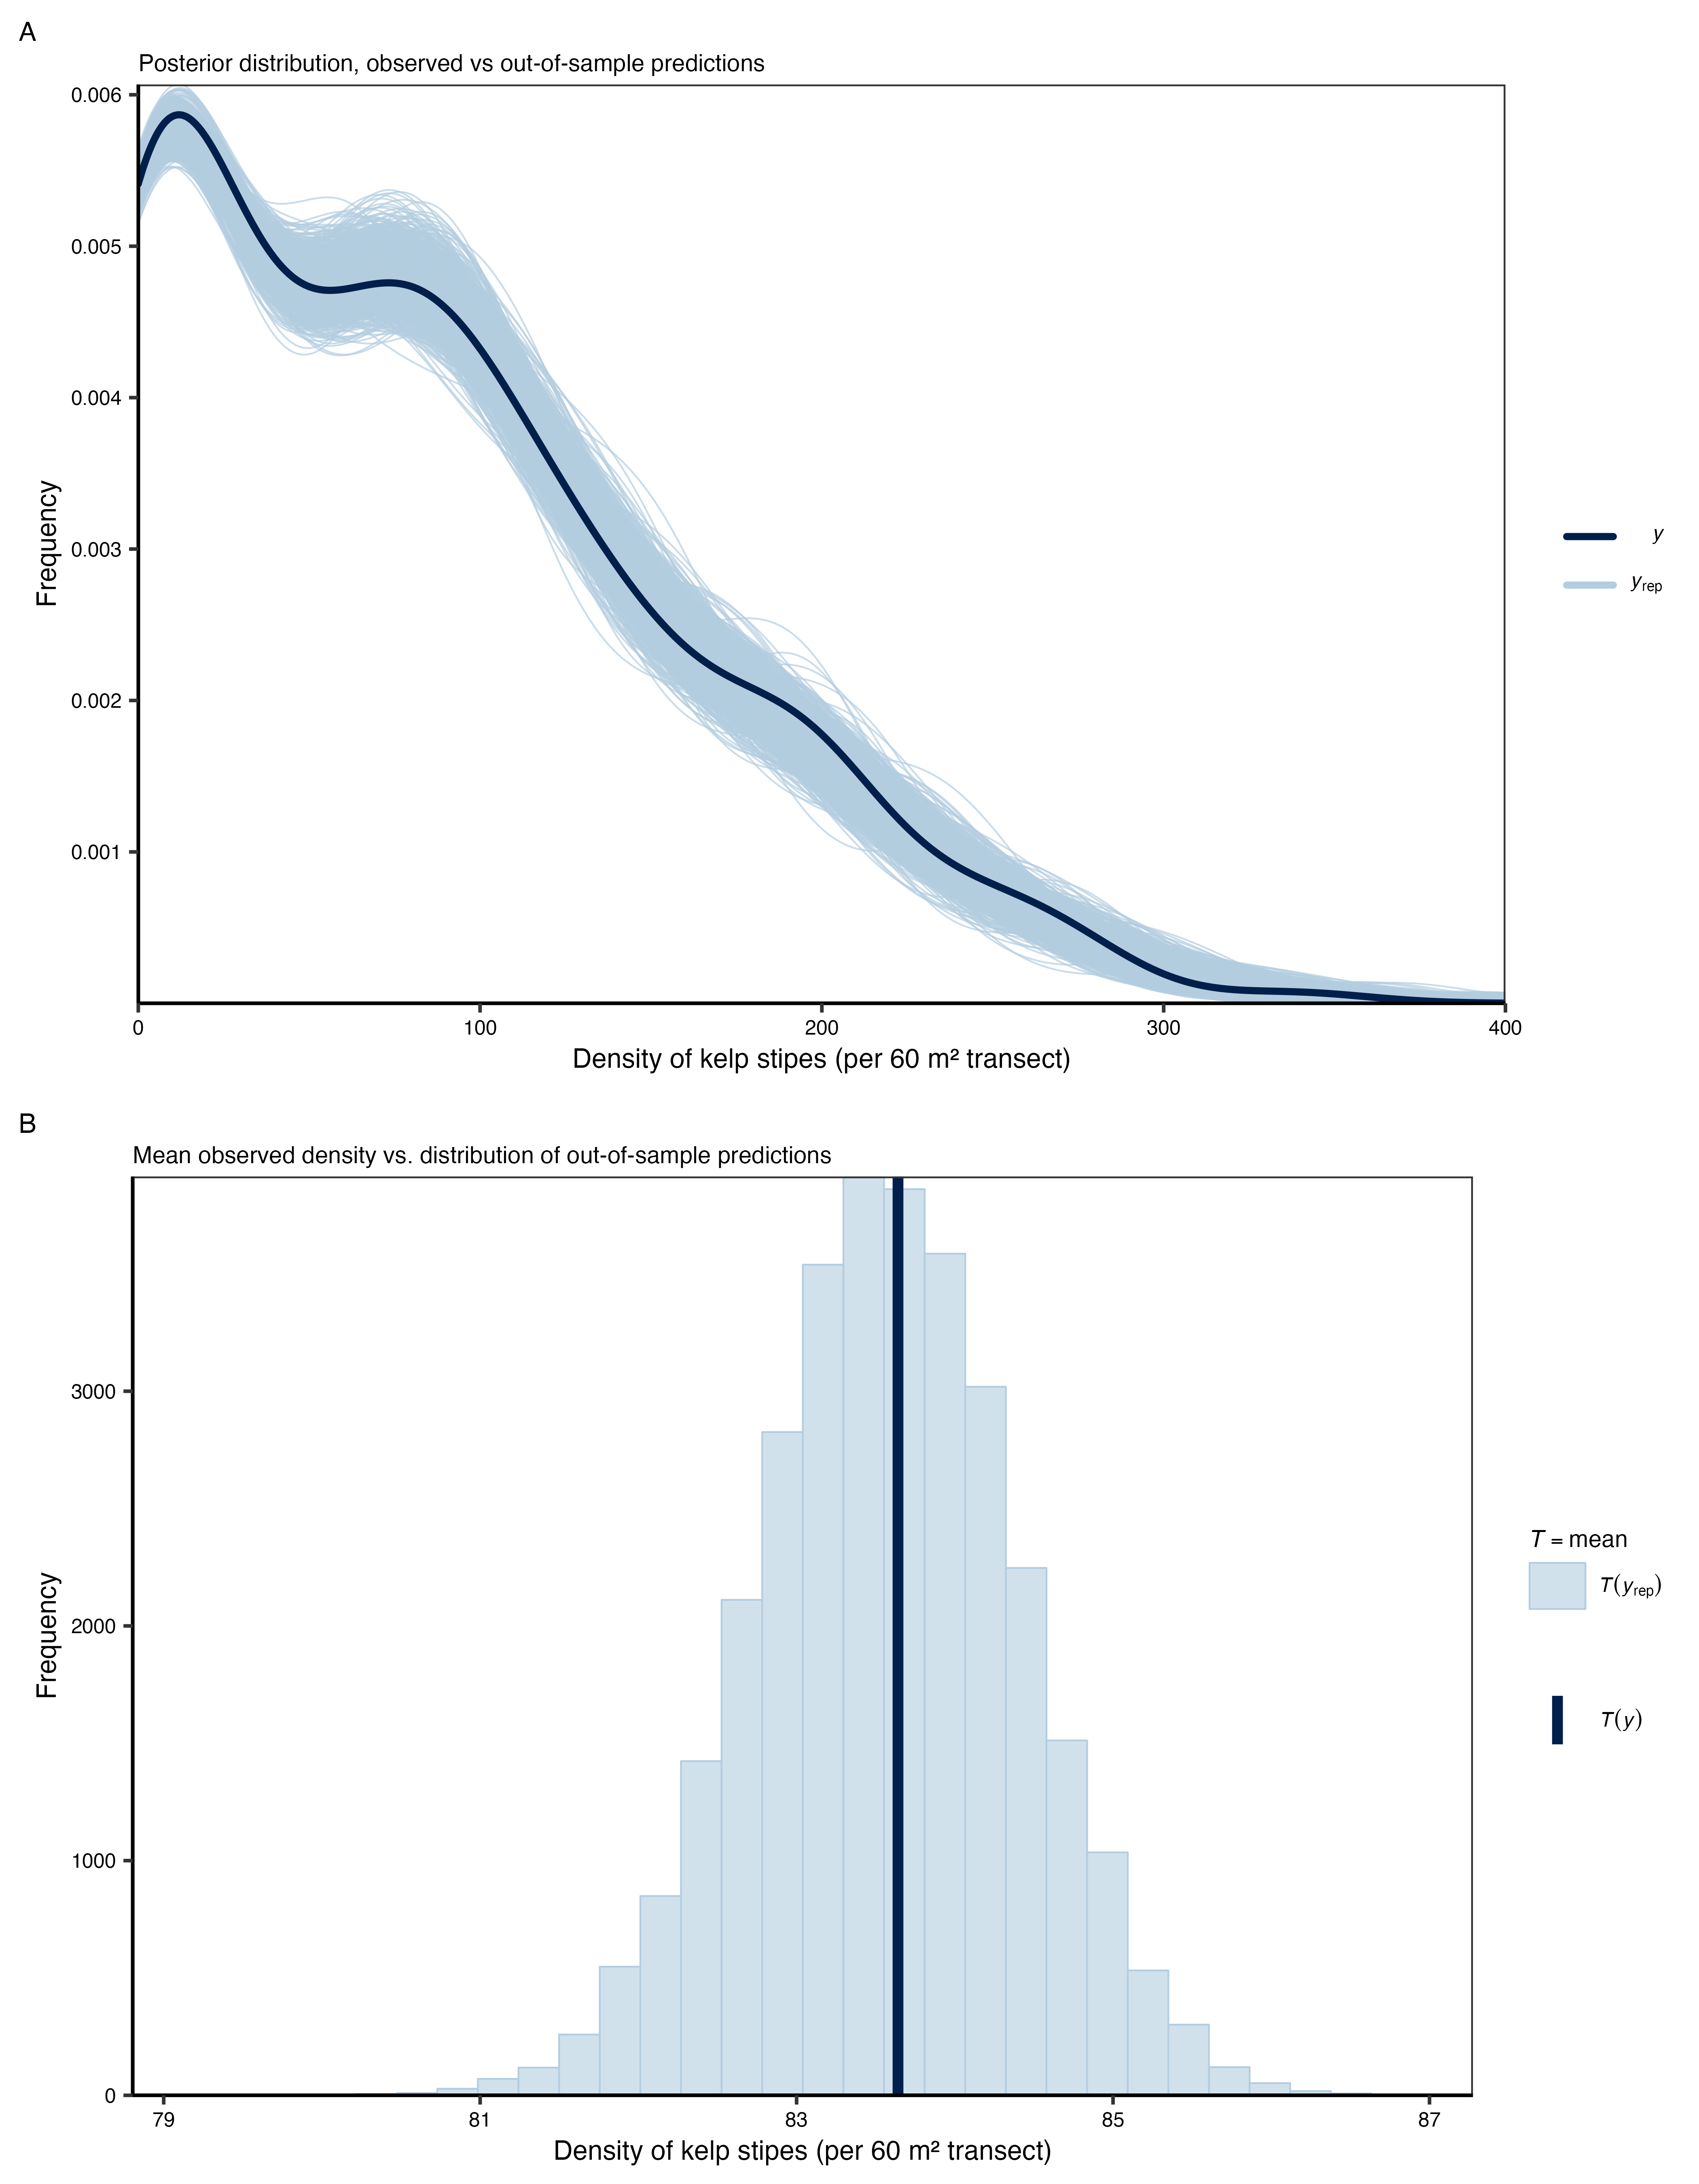 A
Posterior distribution, observed vs out-of-sample predictions
0.006
0.005
0.004
0.003
0.002
0.001
Frequency
0 100 200 300 400
Density of kelp stipes (per 60 m² transect)
y
yrep
B
Mean observed density vs. distribution of out-of-sample predictions
3000
2000
1000
0
Frequency
79 81 83 85 87
Density of kelp stipes (per 60 m² transect)
T = mean
T(yrep)
T(y)